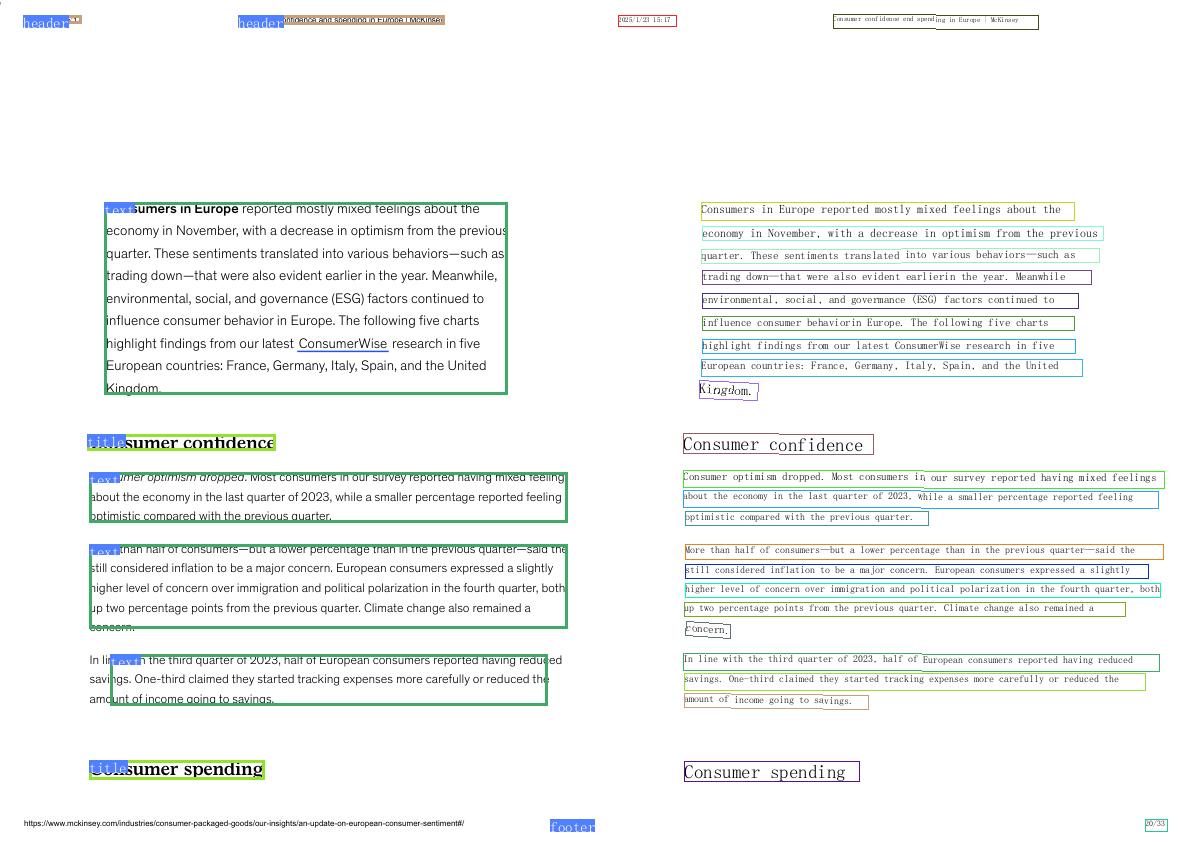 header
header nfidence and spending in Europe | McKinsey
text sumers in Europe reported mostly mixed feelings about the
economy in November, with a decrease in optimism from the previous
quarter. These sentiments translated into various behaviors—such as
trading down—that were also evident earlier in the year. Meanwhile,
environmental, social, and governance (ESG) factors continued to
influence consumer behavior in Europe. The following five charts
highlight findings from our latest ConsumerWise research in five
European countries: France, Germany, Italy, Spain, and the United
Kingdom.
title sumer confidence
text umer optimism dropped. Most consumers in our survey reported having mixed feeling
about the economy in the last quarter of 2023, while a smaller percentage reported feeling
optimistic compared with the previous quarter.
text than half of consumers—but a lower percentage than in the previous quarter—said the
still considered inflation to be a major concern. European consumers expressed a slightly
higher level of concern over immigration and political polarization in the fourth quarter, both
up two percentage points from the previous quarter. Climate change also remained a
concern.
In lin text n the third quarter of 2023, half of European consumers reported having reduced
savings. One-third claimed they started tracking expenses more carefully or reduced the
amount of income going to savings.
title sumer spending
https://www.mckinsey.com/industries/consumer-packaged-goods/our-insights/an-update-on-european-consumer-sentiment#/
footer
2025/1/23 15:17
Consumer confidence end spending in Europe | McKinsey
Consumers in Europe reported mostly mixed feelings about the
economy in November, with a decrease in optimism from the previous
quarter. These sentiments translated into various behaviors—such as
trading down—that were also evident earlierin the year. Meanwhile
environmental, social, and governance (ESG) factors continued to
influence consumer behaviorin Europe. The following five charts
highlight findings from our latest ConsumerWise research in five
European countries: France, Germany, Italy, Spain, and the United
Kingdom.
Consumer confidence
Consumer optimism dropped. Most consumers in our survey reported having mixed feelings
about the economy in the last quarter of 2023, while a smaller percentage reported feeling
optimistic compared with the previous quarter.
More than half of consumers—but a lower percentage than in the previous quarter—said the
still considered inflation to be a major concern. European consumers expressed a slightly
higher level of concern over immigration and political polarization in the fourth quarter, both
up two percentage points from the previous quarter. Climate change also remained a
concern.
In line with the third quarter of 2023, half of European consumers reported having reduced
savings. One-third claimed they started tracking expenses more carefully or reduced the
amount of income going to savings.
Consumer spending
20/33